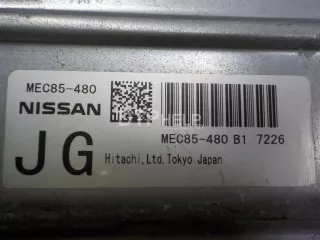 MEC85-480
NISSAN
MEC85-480 B1 7226
JG
Hitachi,Ltd.Tokyo Japan